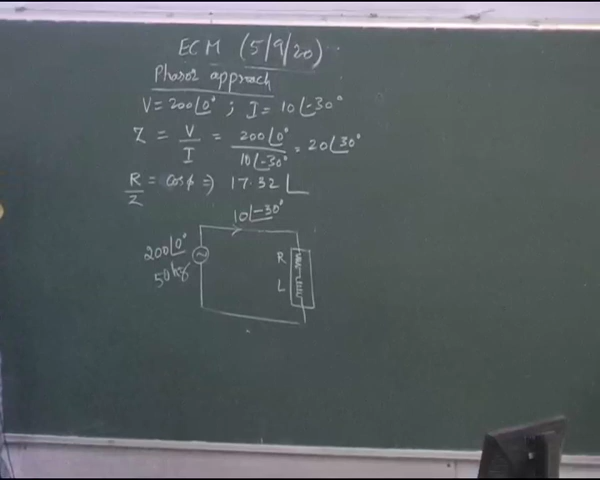 ECM (5/9/20)
Phasor approach
V = 200∠0° ; I = 10∠-30°
Z = V/I = 200∠0°/10∠-30° = 20∠30°
R/Z = cosφ => 17.32
10∠-30°
200∠0°
50hz
R
L